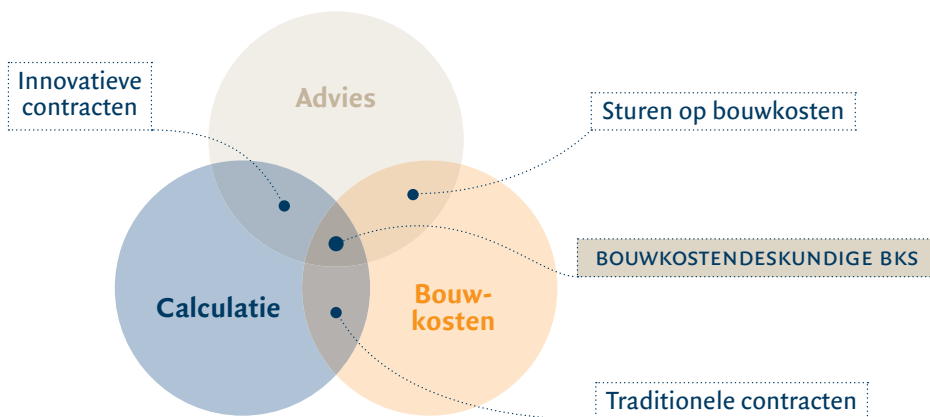 Innovatieve
contracten
Advies
Sturen op bouwkosten
BOUWKOSTENDESKUNDIGE BKS
Calculatie
Bouw-
kosten
Traditionele contracten